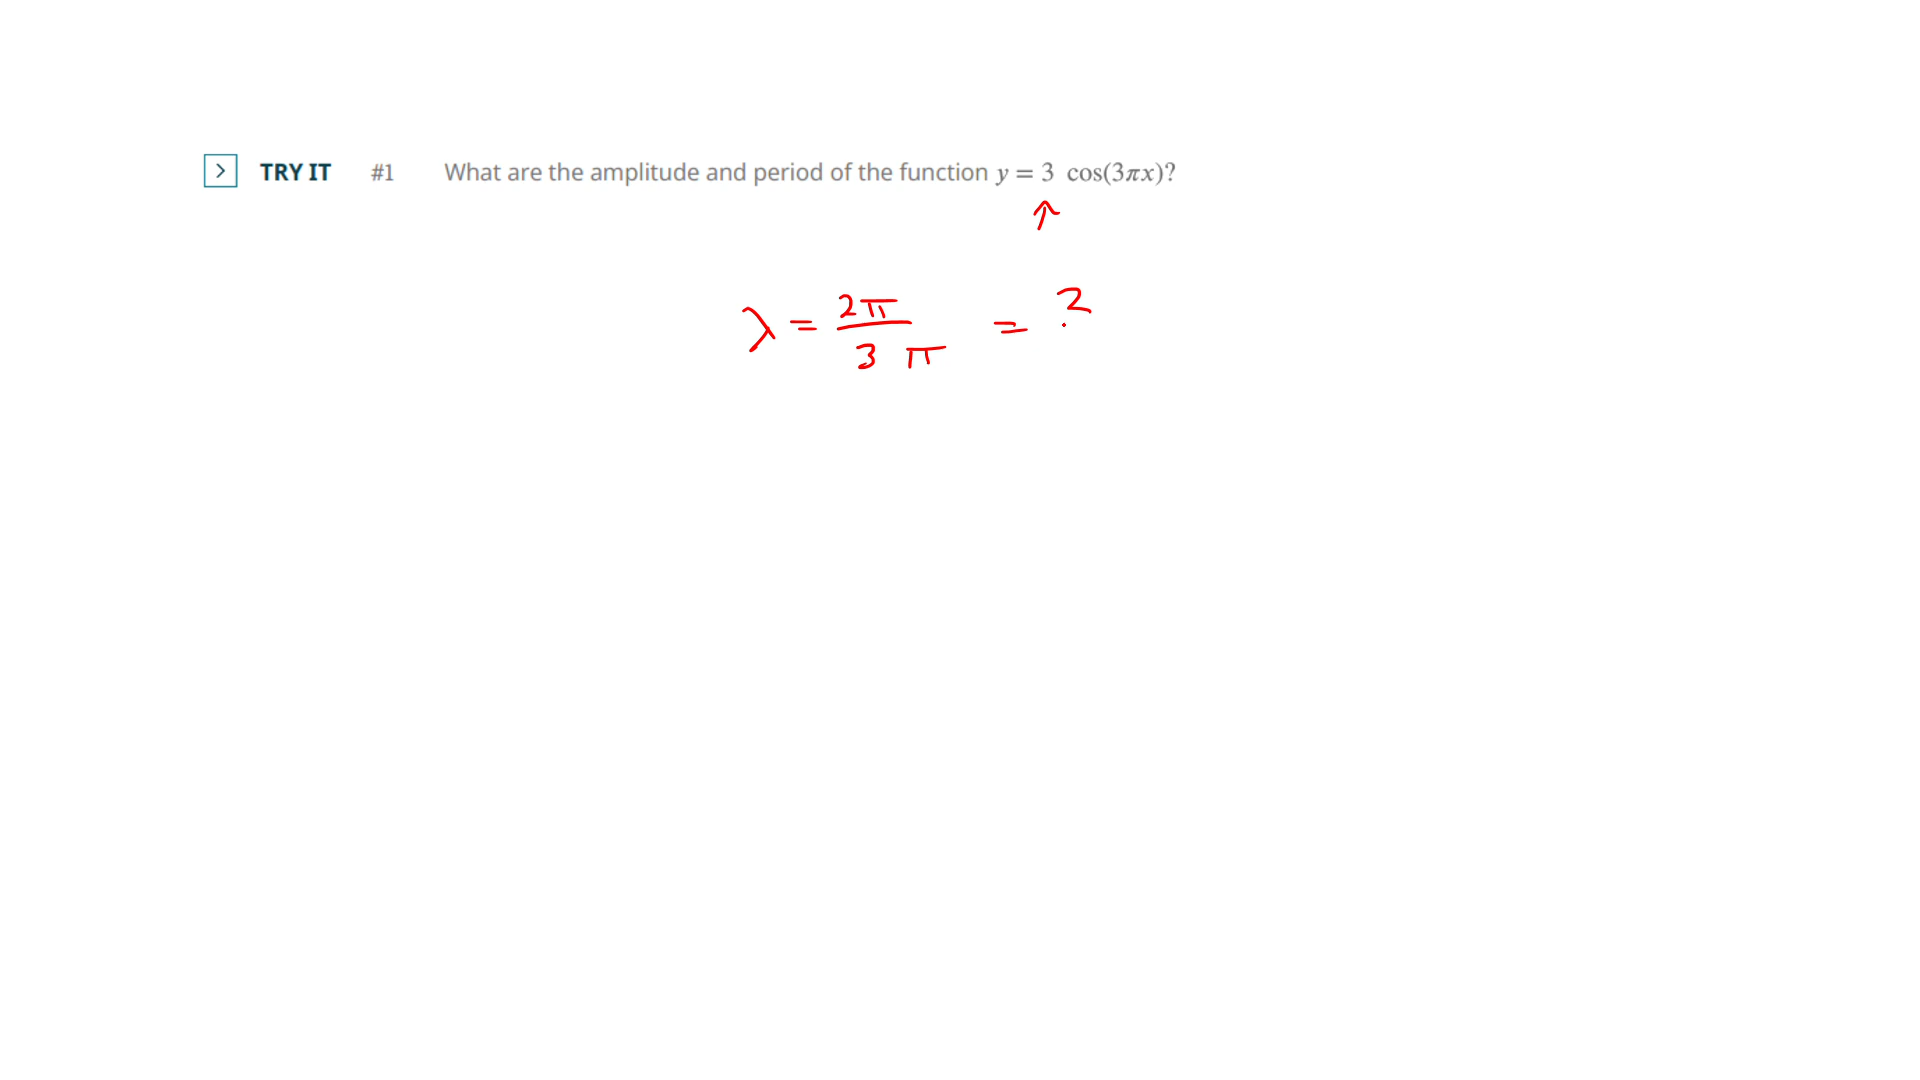 > TRY IT #1 What are the amplitude and period of the function y = 3 cos(3πx)?
↑
λ = 2π / 3π = 2